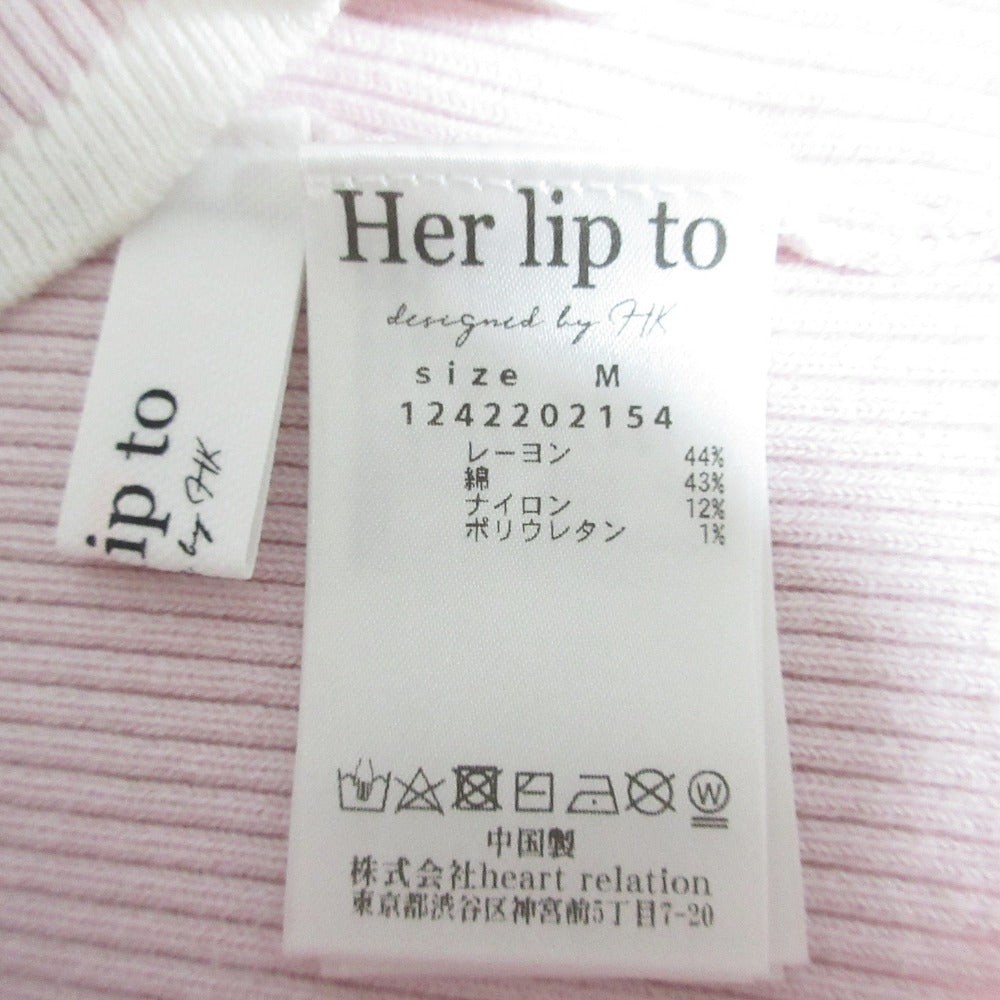 Her lip to
designed by HK
size M
1242202154
レーヨン 44%
綿 43%
ナイロン 12%
ポリウレタン 1%
W
中国製
株式会社heart relation
東京都渋谷区神宮前5丁目7-20
lip to
by HK